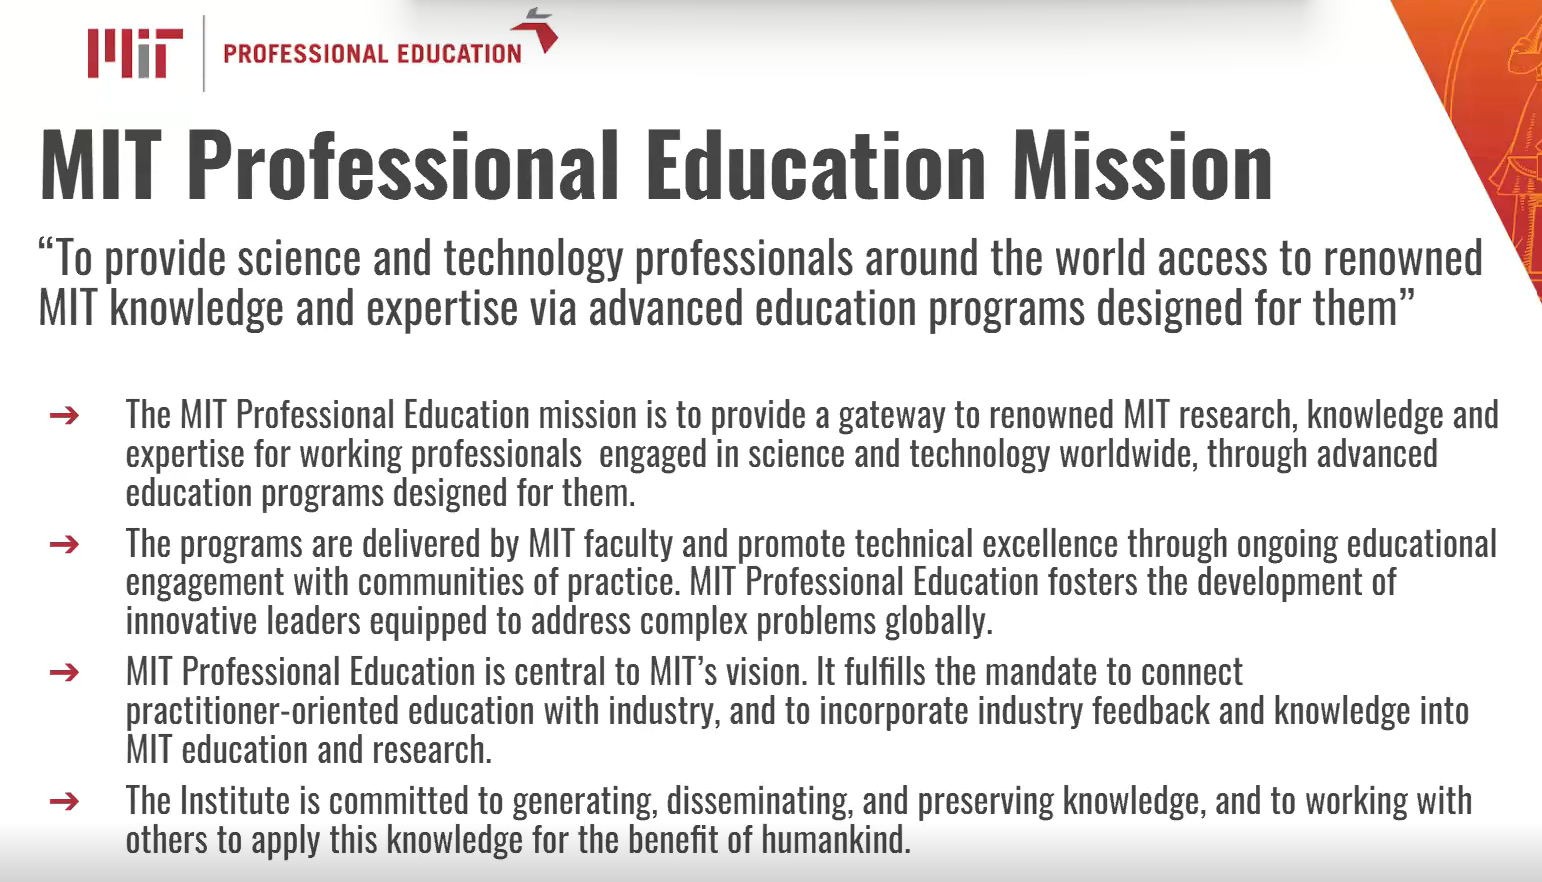 MIT PROFESSIONAL EDUCATION
MIT Professional Education Mission
“To provide science and technology professionals around the world access to renowned
MIT knowledge and expertise via advanced education programs designed for them”
➔ The MIT Professional Education mission is to provide a gateway to renowned MIT research, knowledge and
expertise for working professionals  engaged in science and technology worldwide, through advanced
education programs designed for them.
➔ The programs are delivered by MIT faculty and promote technical excellence through ongoing educational
engagement with communities of practice. MIT Professional Education fosters the development of
innovative leaders equipped to address complex problems globally.
➔ MIT Professional Education is central to MIT’s vision. It fulfills the mandate to connect
practitioner-oriented education with industry, and to incorporate industry feedback and knowledge into
MIT education and research.
➔ The Institute is committed to generating, disseminating, and preserving knowledge, and to working with
others to apply this knowledge for the benefit of humankind.